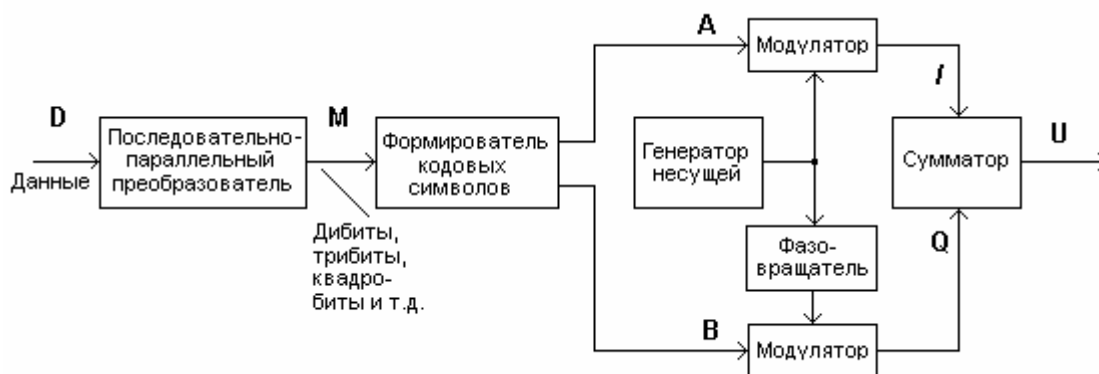 D
Данные
Последовательно-
параллельный
преобразователь
M
Дибиты,
трибиты,
квадро-
биты и т.д.
Формирователь
кодовых
символов
A
B
Генератор
несущей
Модулятор
Фазо-
вращатель
Модулятор
I
Q
Сумматор
U